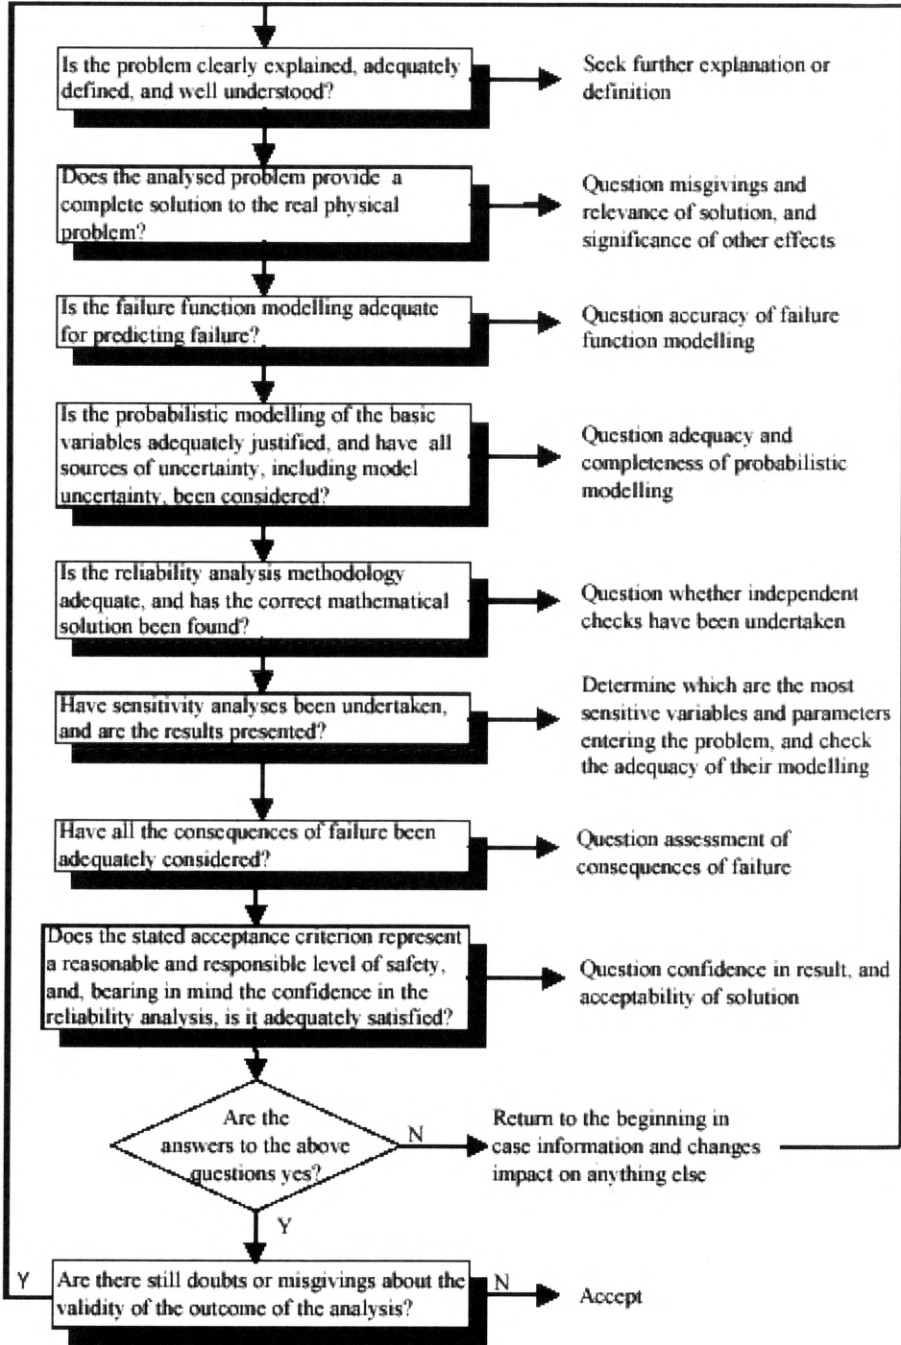 Is the problem clearly explained, adequately
defined, and well understood?
Seek further explanation or
definition
Does the analysed problem provide a
complete solution to the real physical
problem?
Question misgivings and
relevance of solution, and
significance of other effects
Is the failure function modelling adequate
for predicting failure?
Question accuracy of failure
function modelling
Is the probabilistic modelling of the basic
variables adequately justified, and have all
sources of uncertainty, including model
uncertainty, been considered?
Question adequacy and
completeness of probabilistic
modelling
Is the reliability analysis methodology
adequate, and has the correct mathematical
solution been found?
Question whether independent
checks have been undertaken
Have sensitivity analyses been undertaken,
and are the results presented?
Determine which are the most
sensitive variables and parameters
entering the problem, and check
the adequacy of their modelling
Have all the consequences of failure been
adequately considered?
Question assessment of
consequences of failure
Does the stated acceptance criterion represent
a reasonable and responsible level of safety,
and, bearing in mind the confidence in the
reliability analysis, is it adequately satisfied?
Question confidence in result, and
acceptability of solution
Are the
answers to the above
questions yes?
N
Return to the beginning in
case information and changes
impact on anything else
Y
Y
Are there still doubts or misgivings about the
validity of the outcome of the analysis?
N
Accept